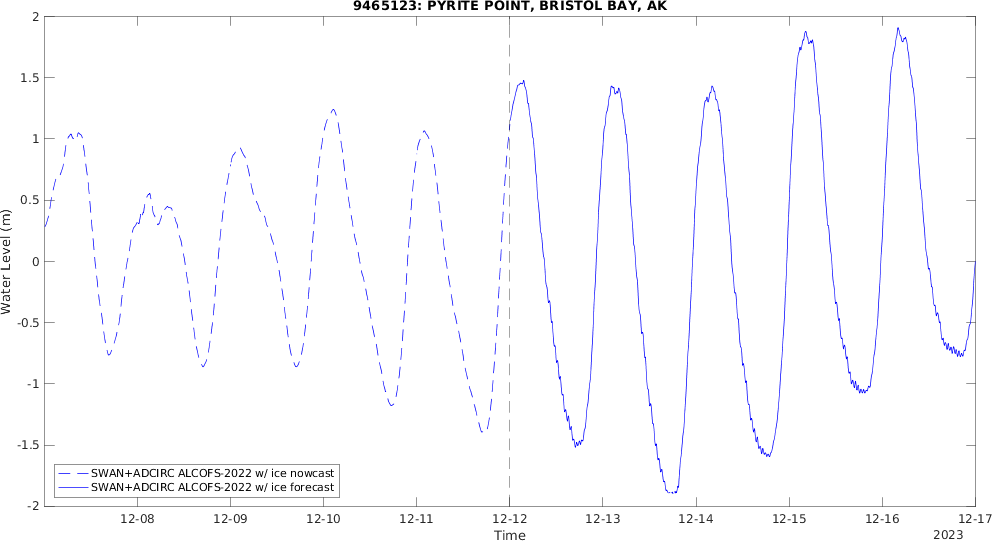 9465123: PYRITE POINT, BRISTOL BAY, AK
Water Level (m)
2
1.5
1
0.5
0
-0.5
-1
-1.5
-2
SWAN+ADCIRC ALCOFS-2022 w/ ice nowcast
SWAN+ADCIRC ALCOFS-2022 w/ ice forecast
12-08 12-09 12-10 12-11 12-12 12-13 12-14 12-15 12-16 12-17
Time
2023